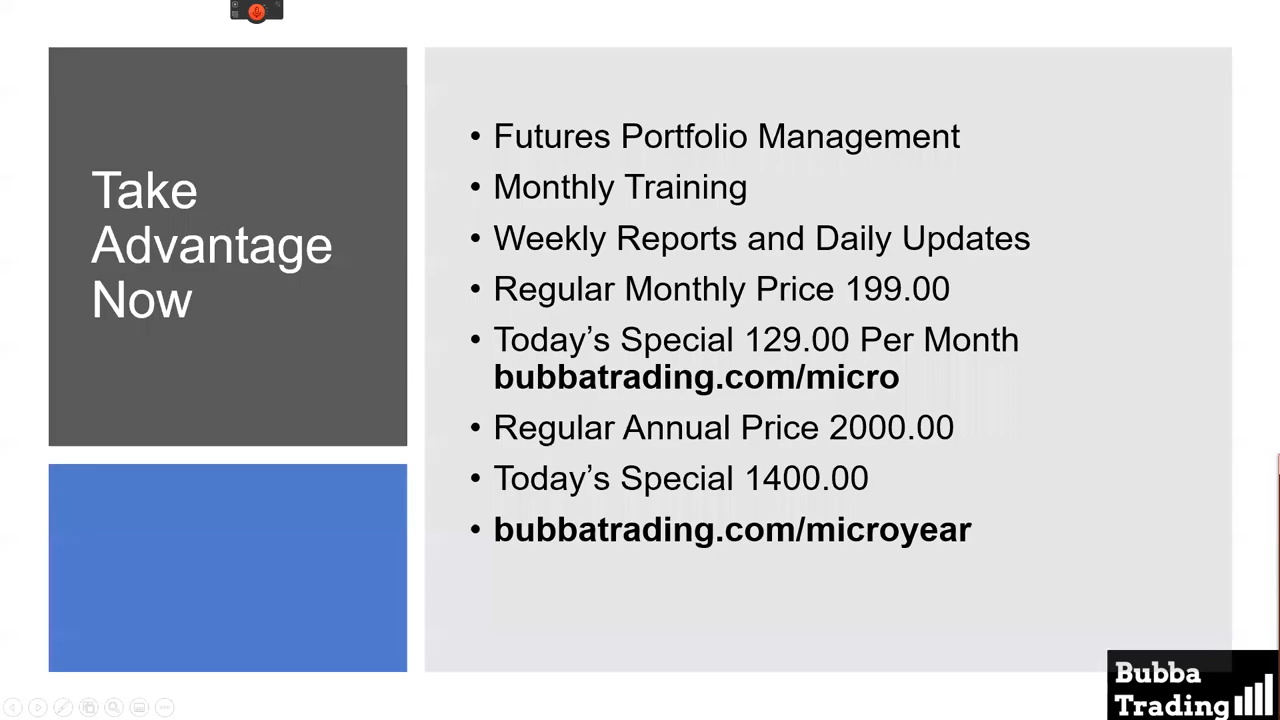 Take
Advantage
Now
• Futures Portfolio Management
• Monthly Training
• Weekly Reports and Daily Updates
• Regular Monthly Price 199.00
• Today’s Special 129.00 Per Month
bubbatrading.com/micro
• Regular Annual Price 2000.00
• Today’s Special 1400.00
• bubbatrading.com/microyear
Bubba
Trading